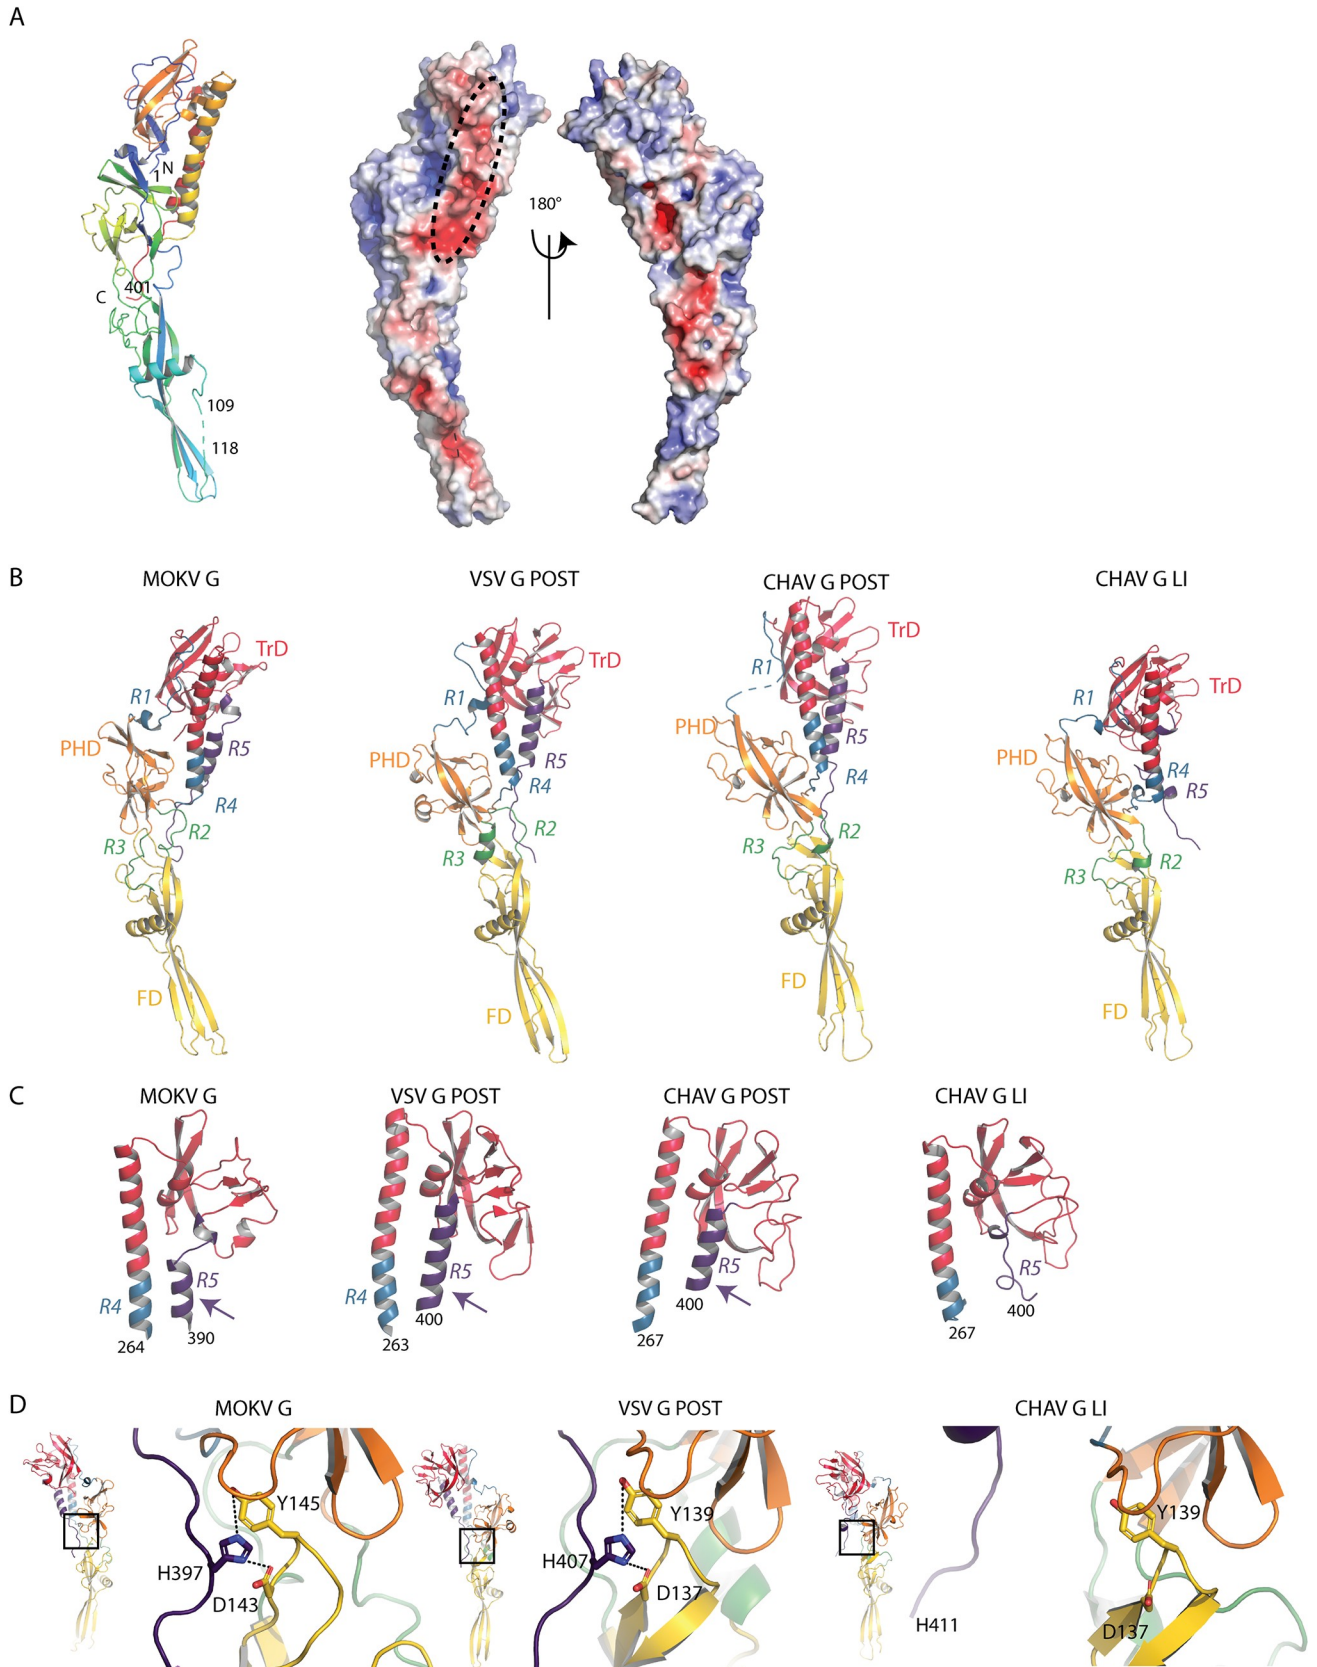 A
N
1
401
C
109
118
180°
B
MOKV G
VSV G POST
CHAV G POST
CHAV G LI
TrD
R1
PHD
R5
R4
R2
R3
FD
TrD
R1
PHD
R5
R4
R2
R3
FD
TrD
R1
PHD
R5
R4
R2
R3
FD
TrD
R1
PHD
R4
R5
R2
R3
FD
C
MOKV G
VSV G POST
CHAV G POST
CHAV G LI
R5
R4
264
390
R5
R4
400
263
R5
400
267
R5
400
267
D
MOKV G
VSV G POST
CHAV G LI
Y145
H397
D143
Y139
H407
D137
Y139
H411
D137